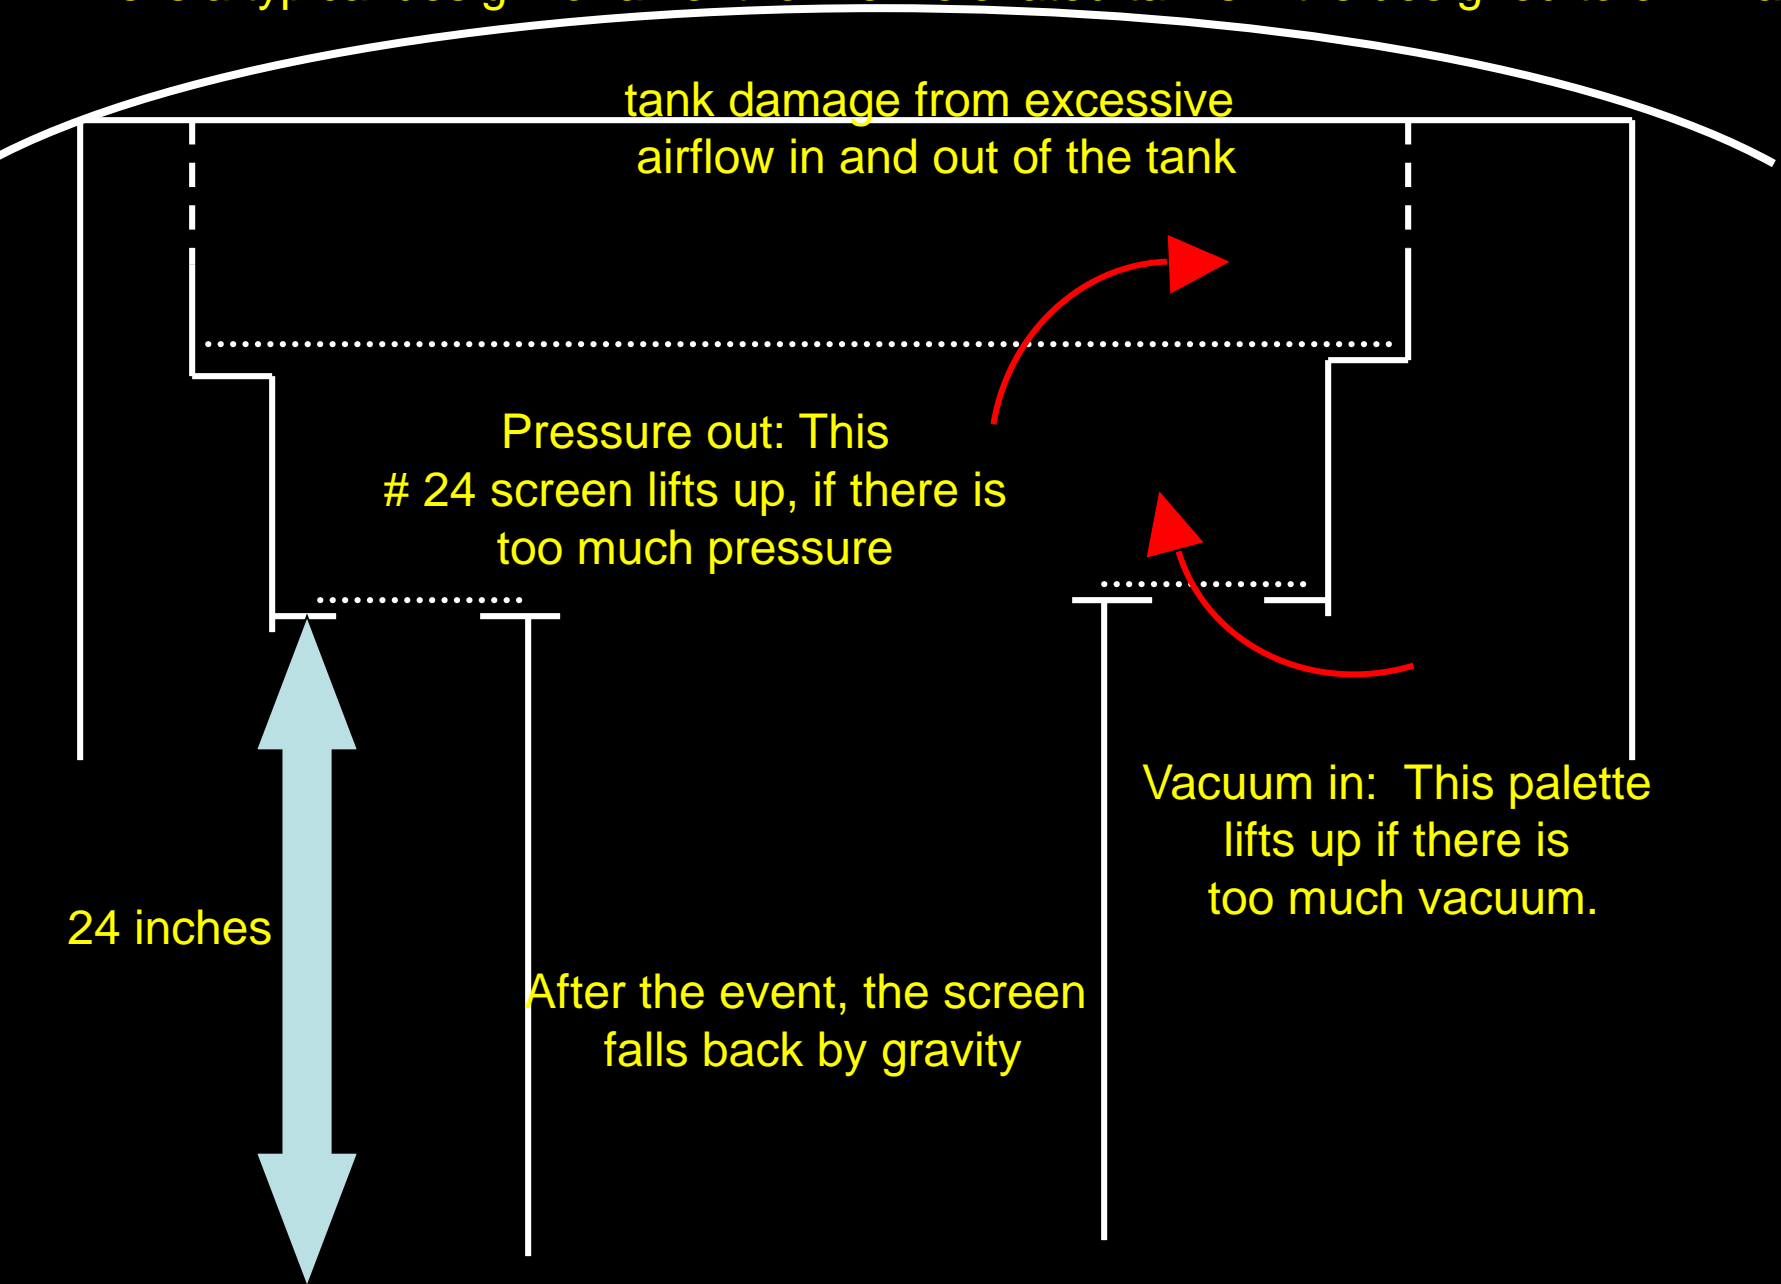 a typical design
tank damage from excessive
airflow in and out of the tank
Pressure out: This
# 24 screen lifts up, if there is
too much pressure
Vacuum in: This palette
lifts up if there is
too much vacuum.
24 inches
After the event, the screen
falls back by gravity